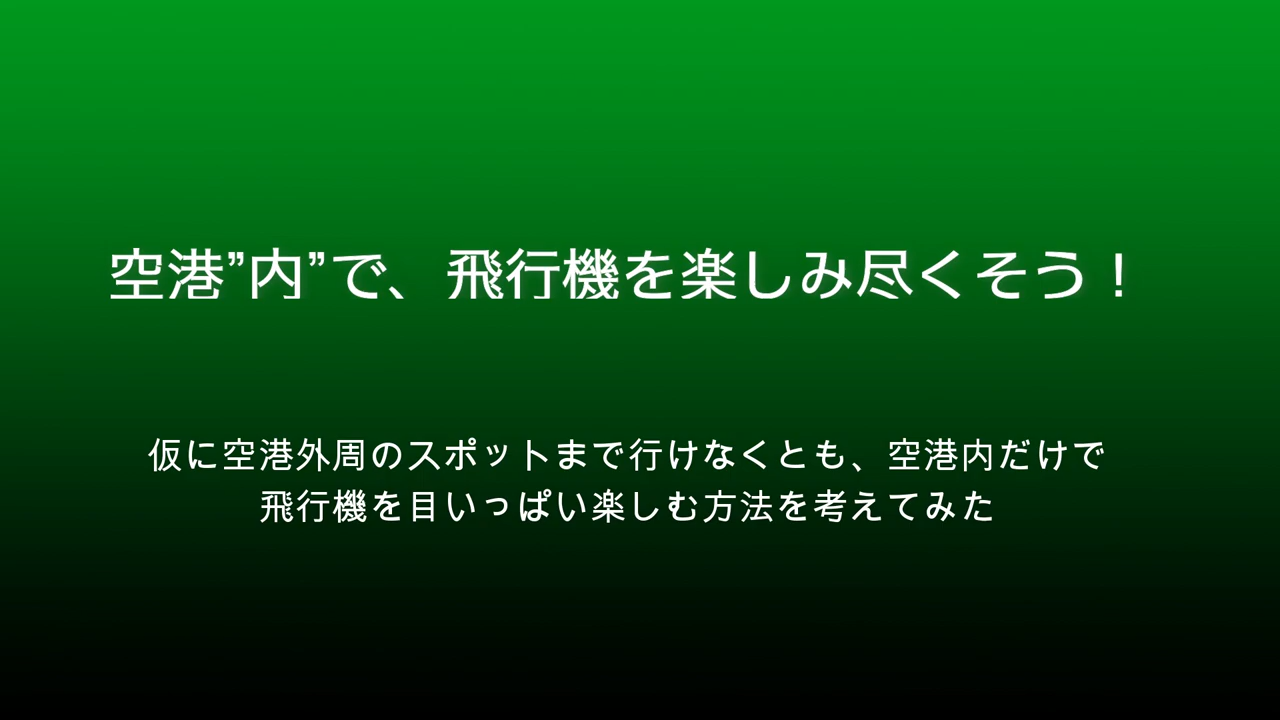 空港”内”で、飛行機を楽しみ尽くそう！
仮に空港外周のスポットまで行けなくとも、空港内だけで
飛行機を目いっぱい楽しむ方法を考えてみた